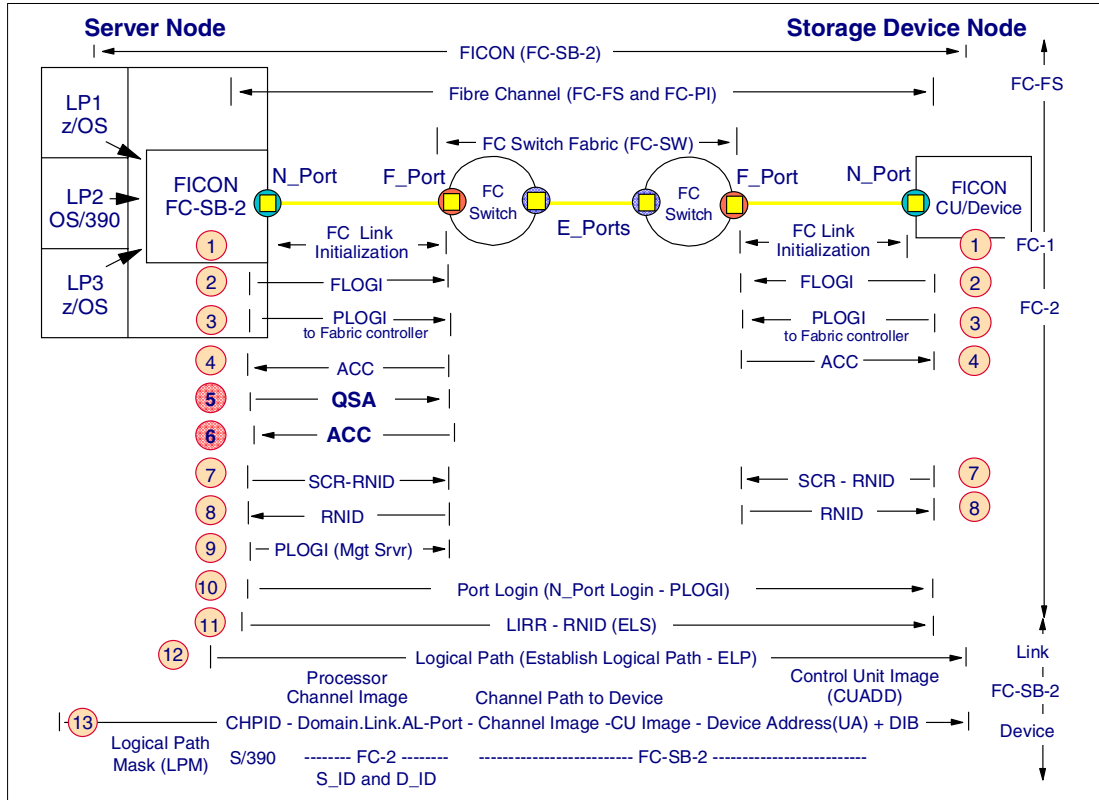 Server Node
Storage Device Node
FICON (FC-SB-2)
FC-FS
Fibre Channel (FC-FS and FC-PI)
LP1
z/OS
FC Switch Fabric (FC-SW)
N_Port
F_Port
F_Port
N_Port
LP2
OS/390
FICON
FC-SB-2
FC
Switch
FC
Switch
FICON
CU/Device
E_Ports
LP3
z/OS
1
FC Link
Initialization
FC Link
Initialization
1
FC-1
2
FLOGI
FLOGI
2
FC-2
3
PLOGI
to Fabric controller
PLOGI
to Fabric controller
3
4
ACC
ACC
4
5
QSA
6
ACC
7
SCR-RNID
SCR - RNID
7
8
RNID
RNID
8
9
PLOGI (Mgt Srvr)
10
Port Login (N_Port Login - PLOGI)
11
LIRR - RNID (ELS)
12
Logical Path (Establish Logical Path - ELP)
Link
Processor
Channel Image
Channel Path to Device
Control Unit Image
(CUADD)
FC-SB-2
13
CHPID - Domain.Link.AL-Port - Channel Image -CU Image - Device Address(UA) + DIB
Device
Logical Path
Mask (LPM)
S/390
-------- FC-2 --------
S_ID and D_ID
--------------------------- FC-SB-2 --------------------------